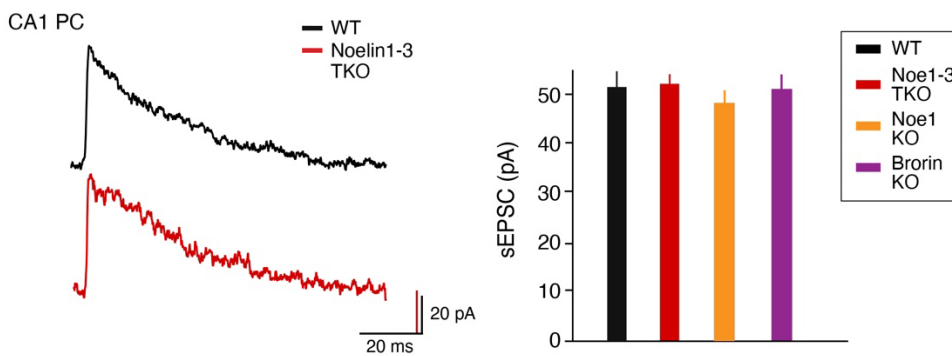 CA1 PC
WT
Noelin1-3
TKO
20 pA
20 ms
sEPSC (pA)
50
40
30
20
10
0
WT
Noe1-3
TKO
Noe1
KO
Brorin
KO